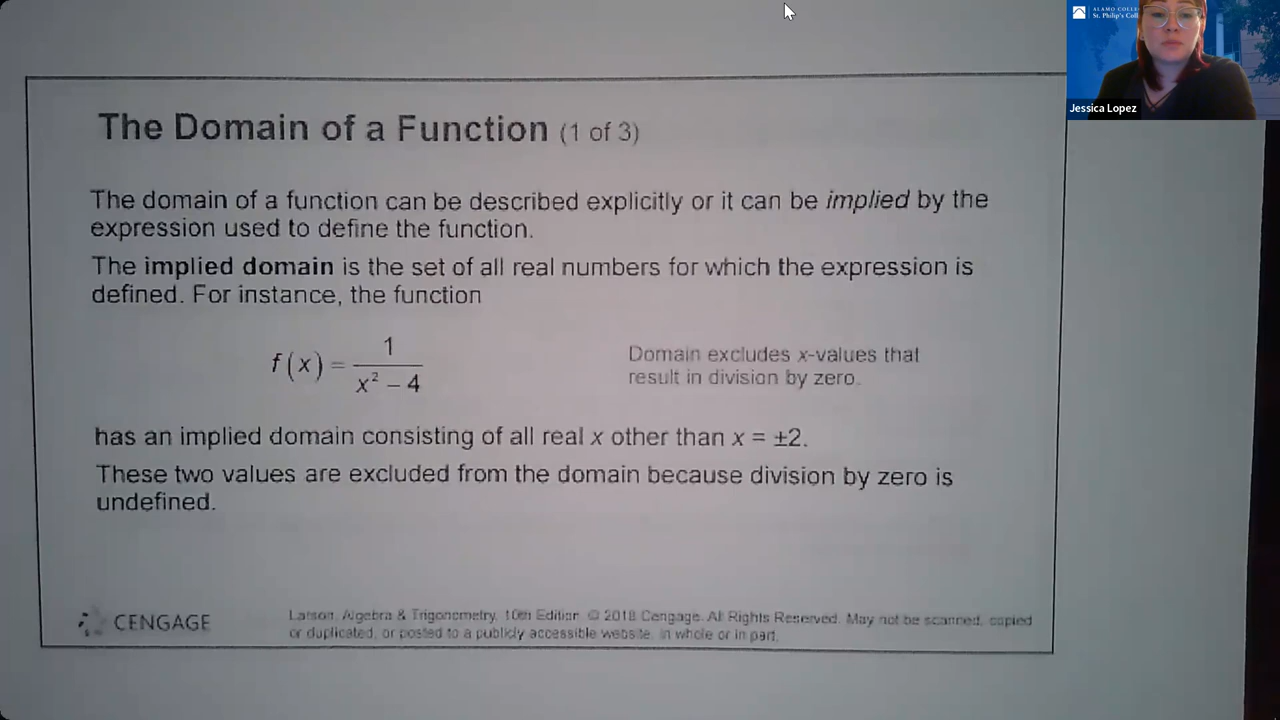 ALAMO COLL
St. Philip's Coll
Jessica Lopez
The Domain of a Function (1 of 3)
The domain of a function can be described explicitly or it can be implied by the
expression used to define the function.
The implied domain is the set of all real numbers for which the expression is
defined. For instance, the function
f(x) = 1 / (x² − 4)
Domain excludes x-values that
result in division by zero.
has an implied domain consisting of all real x other than x = ±2.
These two values are excluded from the domain because division by zero is
undefined.
CENGAGE
Larson, Algebra & Trigonometry, 10th Edition. © 2018 Cengage. All Rights Reserved. May not be scanned, copied
or duplicated, or posted to a publicly accessible website, in whole or in part.